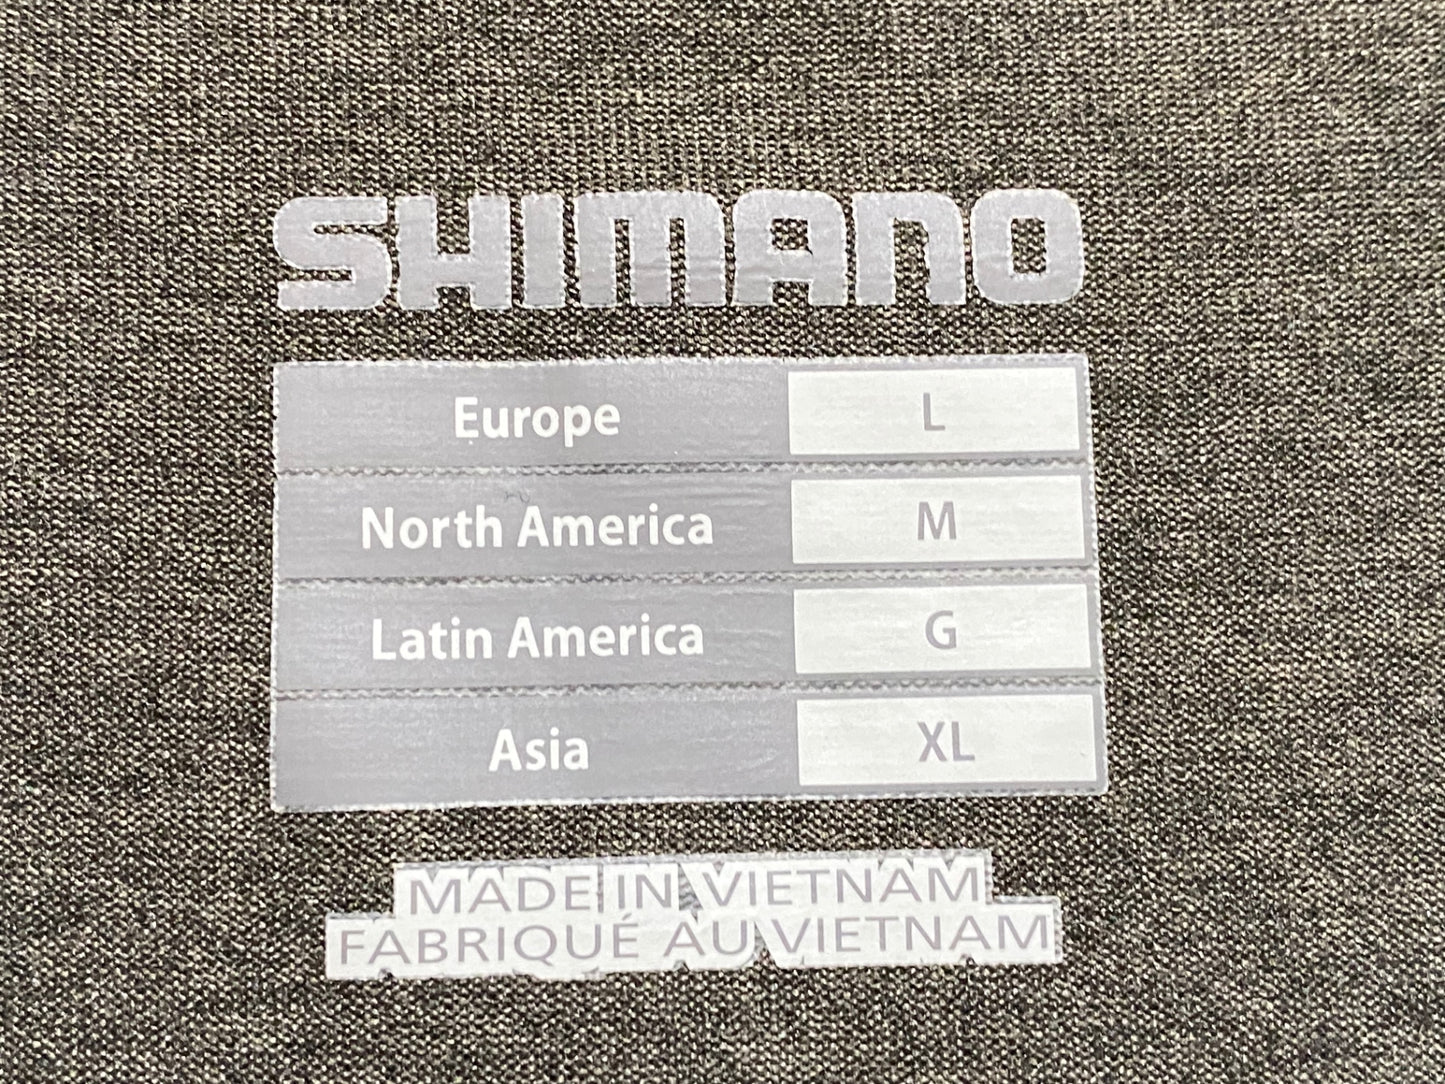 SHIMANO
Europe L
North America M
Latin America G
Asia XL
MADE IN VIETNAM
FABRIQUÉ AU VIETNAM